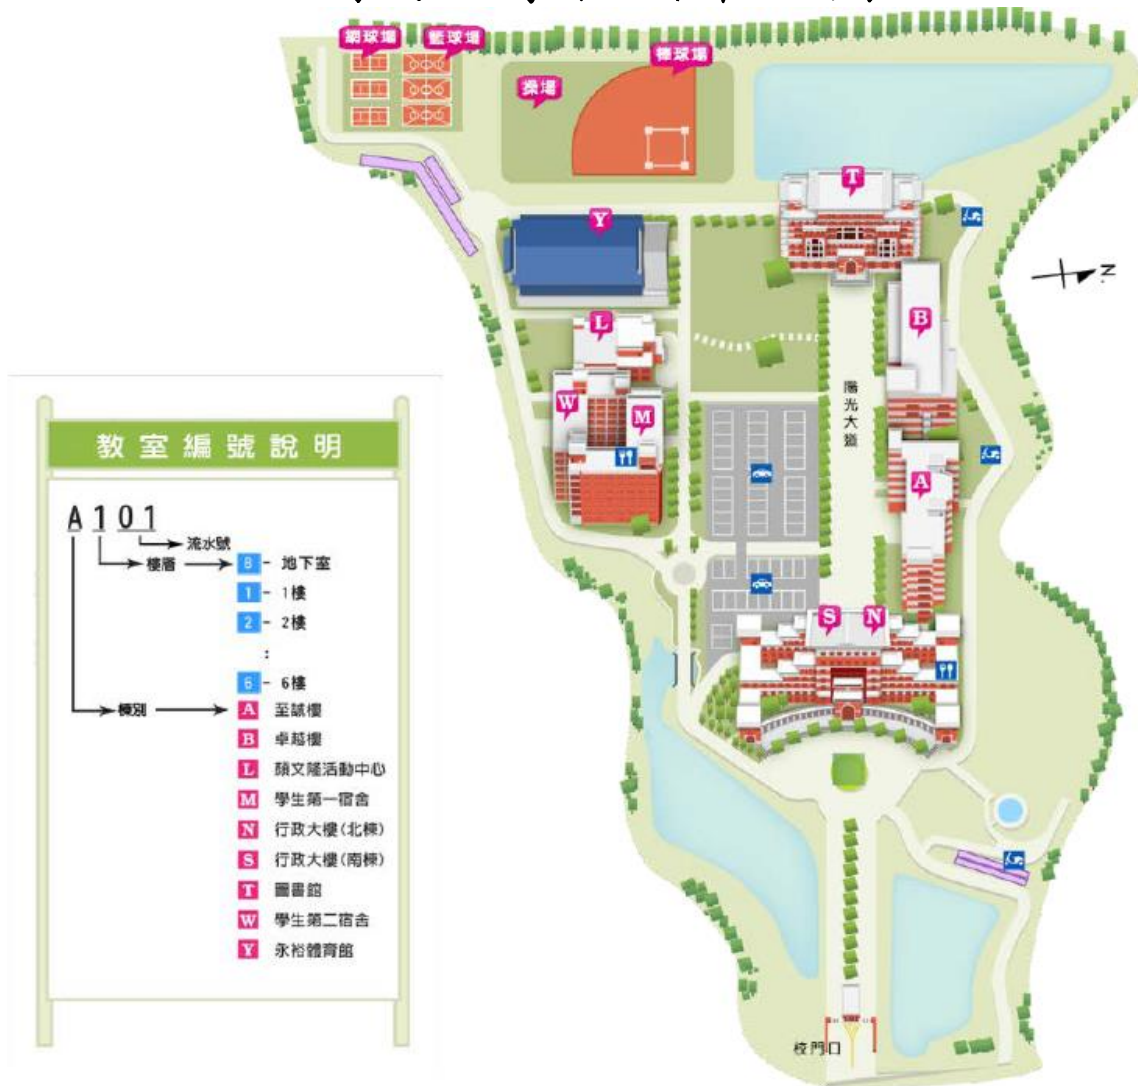 網球場
籃球場
操場
棒球場
T
Y
N
B
L
W
M
陽光大道
A
S
N
校門口
教室編號說明
A101
流水號
樓層
B - 地下室
1 - 1樓
2 - 2樓
:
6 - 6樓
棟別
A 至誠樓
B 卓越樓
L 顏文隆活動中心
M 學生第一宿舍
N 行政大樓(北棟)
S 行政大樓(南棟)
T 圖書館
W 學生第二宿舍
Y 永裕體育館